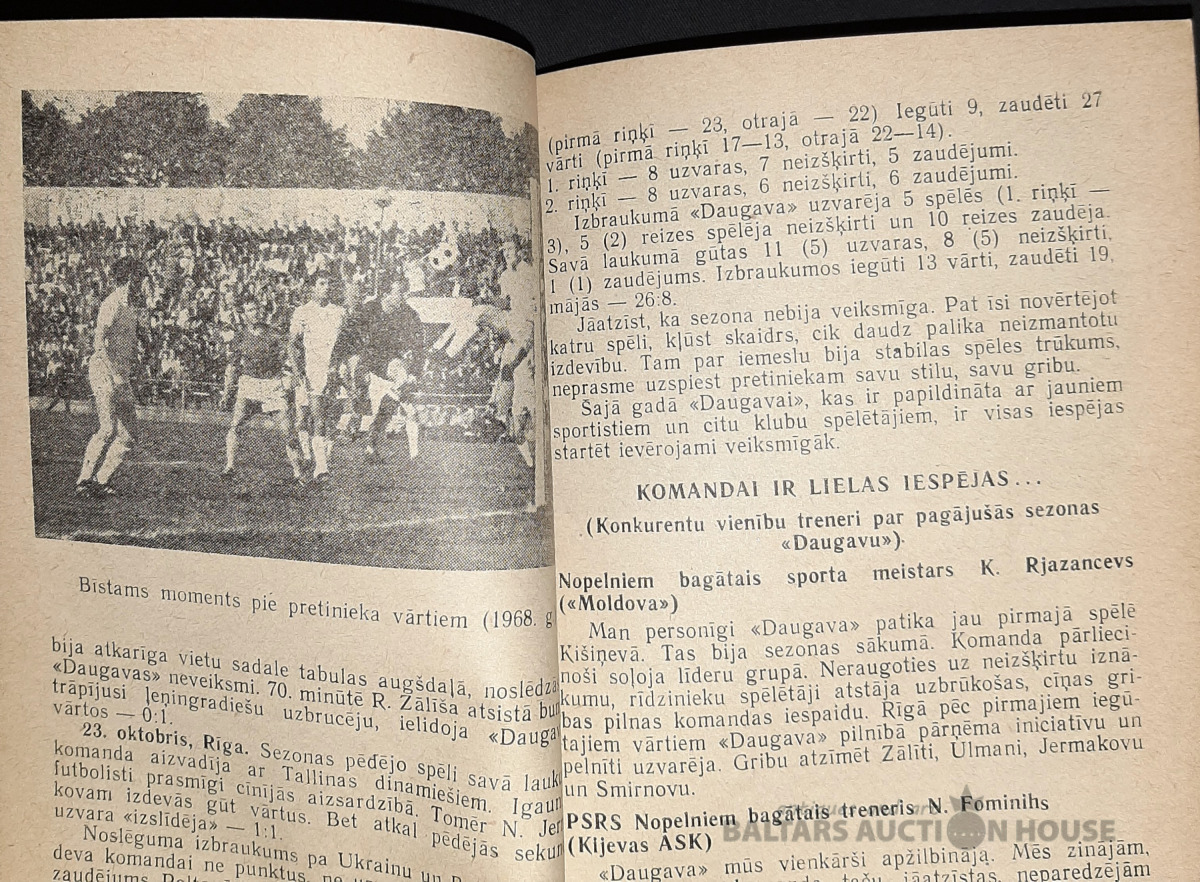 Bīstams moments pie pretinieka vārtiem (1968. g
bija atkarīga vietu sadale tabulas augšdaļā, noslēdzā
«Daugavas» neveiksmi. 70. minūtē R. Zālīša atsistā bum
trāpījusi ļeņingradiešu uzbrucēju, ielidoja «Daugav
vārtos — 0:1.
23. oktobris, Rīga. Sezonas pēdējo spēli savā lauk
komanda aizvadīja ar Tallinas dinamiešiem. Igaun
futbolisti prasmīgi cīnījās aizsardzībā. Tomēr N. Jer
kovam izdevās gūt vārtus. Bet atkal pēdējās sekun
uzvara «izslīdēja» — 1:1.
Noslēguma izbraukums pa Ukrainu un
deva komandai ne punktus, ne
zaudējums
(pirmā riņķī — 23, otrajā — 22) Iegūti 9, zaudēti 27
vārti (pirmā riņķī 17—13, otrajā 22—14).
1. riņķī — 8 uzvaras, 7 neizšķirti, 5 zaudējumi.
2. riņķī — 8 uzvaras, 6 neizšķirti, 6 zaudējumi.
Izbraukumā «Daugava» uzvarēja 5 spēlēs (1. riņķī —
3), 5 (2) reizes spēlēja neizšķirti un 10 reizes zaudēja.
Savā laukumā gūtas 11 (5) uzvaras, 8 (5) neizšķirti,
1 (1) zaudējums. Izbraukumos iegūti 13 vārti, zaudēti 19,
mājās — 26:8.
Jāatzīst, ka sezona nebija veiksmīga. Pat īsi novērtējot
katru spēli, kļūst skaidrs, cik daudz palika neizmantotu
izdevību. Tam par iemeslu bija stabilas spēles trūkums,
neprasme uzspiest pretiniekam savu stilu, savu gribu.
Šajā gadā «Daugavai», kas ir papildināta ar jauniem
sportistiem un citu klubu spēlētājiem, ir visas iespējas
startēt ievērojami veiksmīgāk.
KOMANDAI IR LIELAS IESPĒJAS...
(Konkurentu vienību treneri par pagājušās sezonas
«Daugavu»)
Nopelniem bagātais sporta meistars K. Rjazancevs
(«Moldova»)
Man personīgi «Daugava» patika jau pirmajā spēlē
Kišiņevā. Tas bija sezonas sākumā. Komanda pārlieci-
noši soļoja līderu grupā. Neraugoties uz neizšķirtu iznā-
kumu, rīdzinieku spēlētāji atstāja uzbrūkošas, cīņas gri-
bas pilnas komandas iespaidu. Rīgā pēc pirmajiem iegū-
tajiem vārtiem «Daugava» pilnībā pārņēma iniciatīvu un
pelnīti uzvarēja. Gribu atzīmēt Zālīti, Ulmani, Jermakovu
un Smirnovu.
PSRS Nopelniem bagātais treneris N. Fominihs
(Kijevas ASK)
BALTARS AUCTION HOUSE
«Daugava» mūs vienkārši apžilbināja. Mēs zinājām,
jāatzīstas, neparedzējām